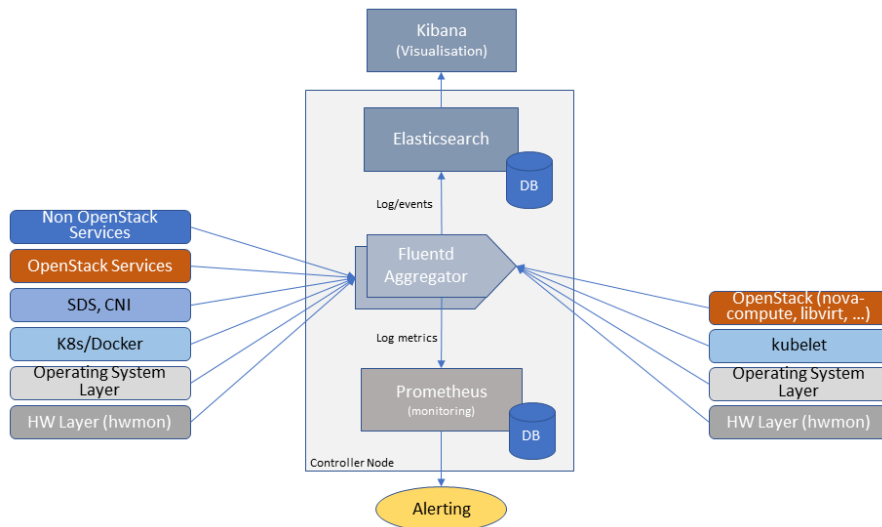 Kibana
(Visualisation)
Elasticsearch
DB
Log/events
Non OpenStack
Services
OpenStack Services
SDS, CNI
K8s/Docker
Operating System
Layer
HW Layer (hwmon)
Fluentd
Aggregator
OpenStack (nova-
compute, libvirt, ...)
kubelet
Operating System
Layer
HW Layer (hwmon)
Log metrics
Prometheus
(monitoring)
DB
Controller Node
Alerting